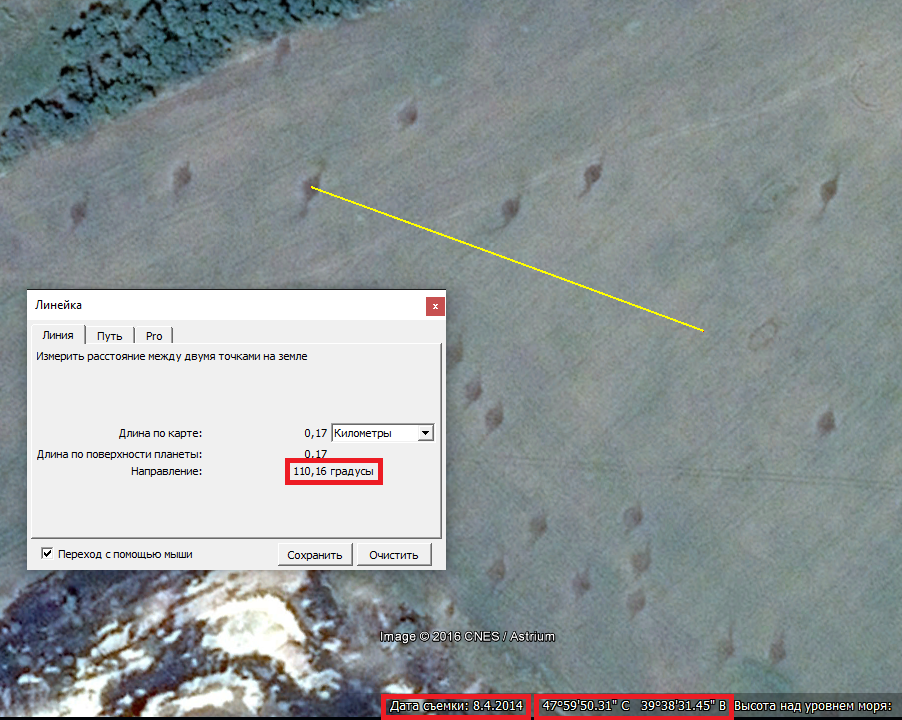 Линейка
x
Линия Путь Pro
Измерить расстояние между двумя точками на земле
Длина по карте: 0,17 Километры
Длина по поверхности планеты: 0,17
Направление: 110,16 градусы
Переход с помощью мыши Сохранить Очистить
Image © 2016 CNES / Astrium
Дата съемки: 8.4.2014 47°59'50.31" С 39°38'31.45" В Высота над уровнем моря: